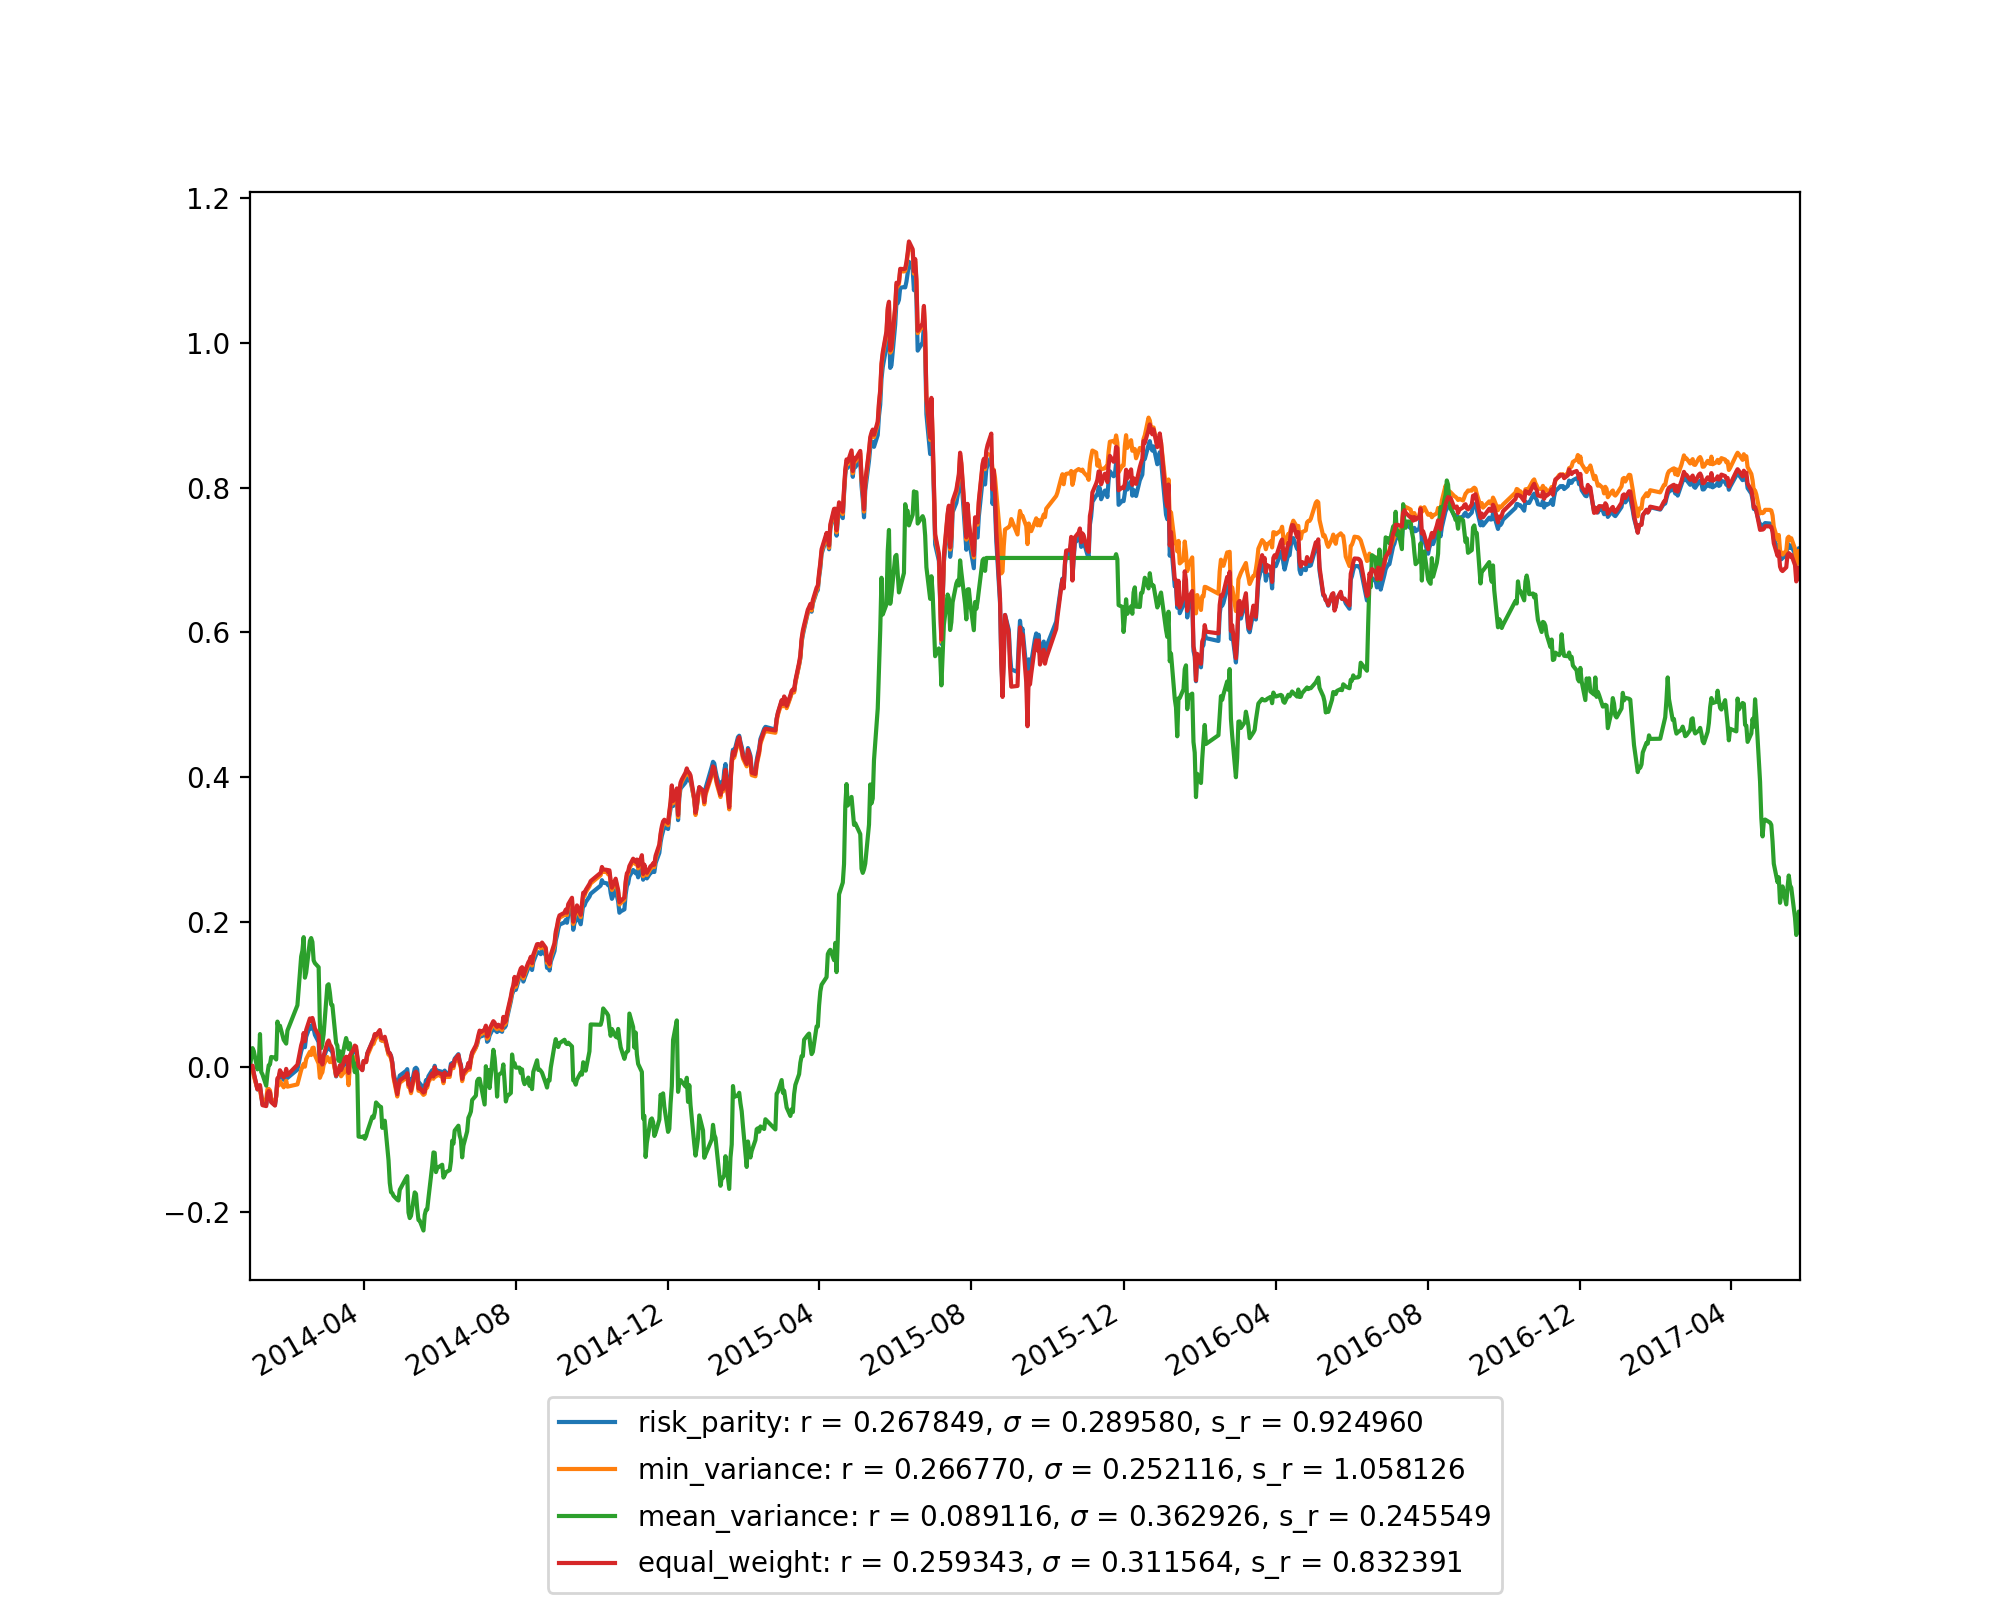 1.2
1.0
0.8
0.6
0.4
0.2
0.0
−0.2
2014-04 2014-08 2014-12 2015-04 2015-08 2015-12 2016-04 2016-08 2016-12 2017-04
risk_parity: r = 0.267849, σ = 0.289580, s_r = 0.924960
min_variance: r = 0.266770, σ = 0.252116, s_r = 1.058126
mean_variance: r = 0.089116, σ = 0.362926, s_r = 0.245549
equal_weight: r = 0.259343, σ = 0.311564, s_r = 0.832391